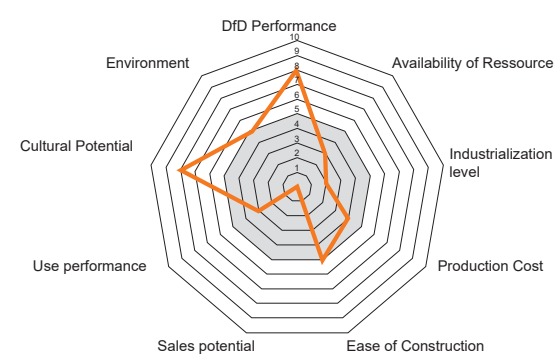 DfD Performance
10
9
8
7
6
5
4
3
2
1
Environment
Availability of Ressource
Cultural Potential
Industrialization
level
Use performance
Production Cost
Sales potential
Ease of Construction